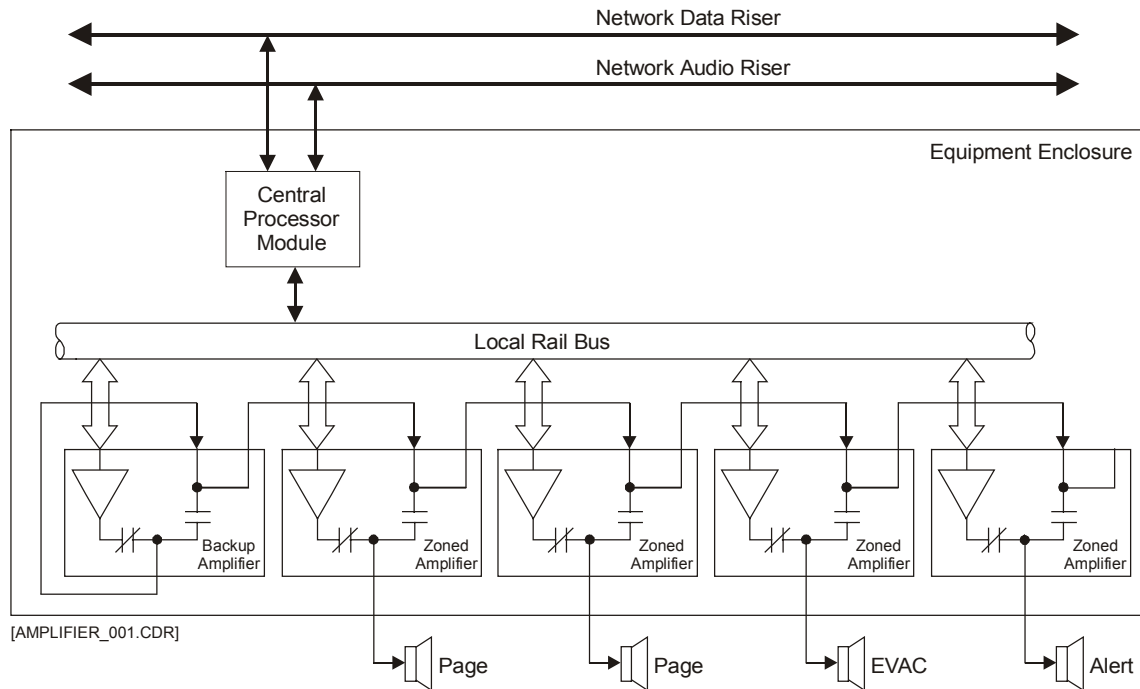 Network Data Riser
Network Audio Riser
Equipment Enclosure
Central
Processor
Module
Local Rail Bus
Backup
Amplifier
Zoned
Amplifier
Zoned
Amplifier
Zoned
Amplifier
Zoned
Amplifier
[AMPLIFIER_001.CDR]
Page
Page
EVAC
Alert